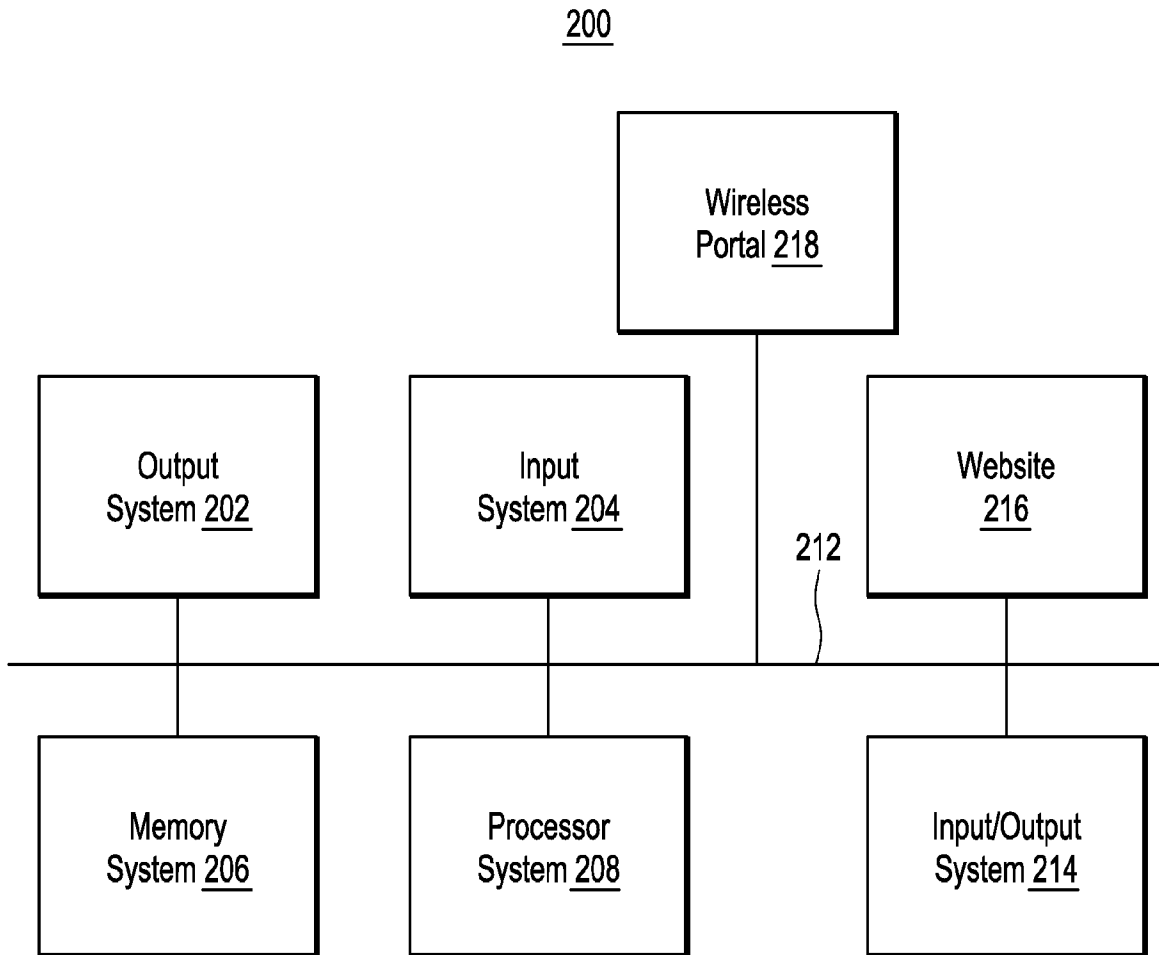 200
Wireless
Portal 218
Output
System 202
Input
System 204
Website
216
212
Memory
System 206
Processor
System 208
Input/Output
System 214